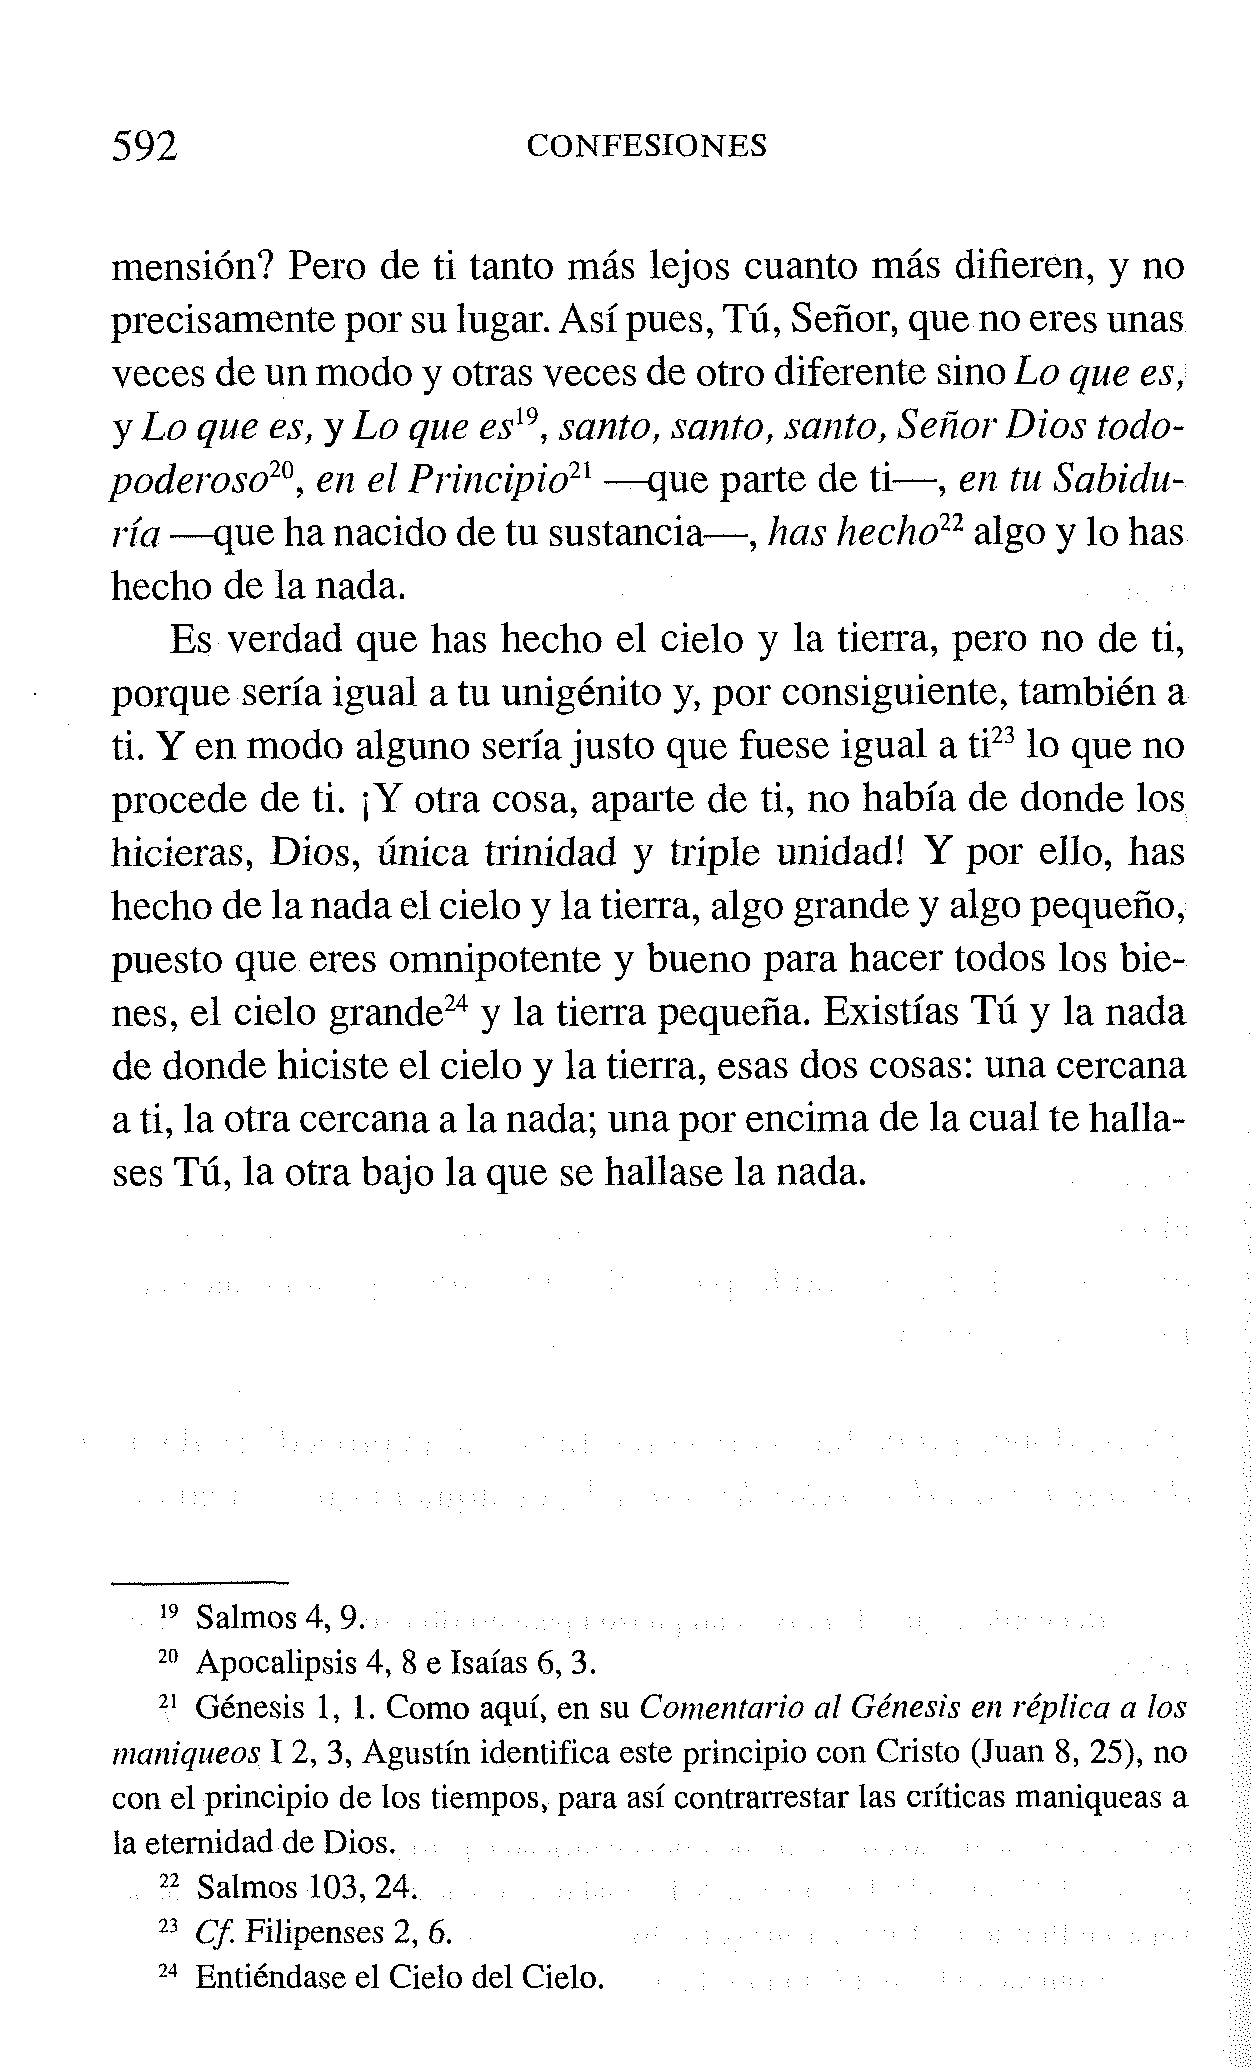 592 CONFESIONES
mensión? Pero de ti tanto más lejos cuanto más difieren, y no
precisamente por su lugar. Así pues, Tú, Señor, que no eres unas
veces de un modo y otras veces de otro diferente sino Lo que es,
y Lo que es, y Lo que es¹⁹, santo, santo, santo, Señor Dios todo-
poderoso²⁰, en el Principio²¹ —que parte de ti—, en tu Sabidu-
ría —que ha nacido de tu sustancia—, has hecho²² algo y lo has
hecho de la nada.
Es verdad que has hecho el cielo y la tierra, pero no de ti,
porque sería igual a tu unigénito y, por consiguiente, también a
ti. Y en modo alguno sería justo que fuese igual a ti²³ lo que no
procede de ti. ¡Y otra cosa, aparte de ti, no había de donde los
hicieras, Dios, única trinidad y triple unidad! Y por ello, has
hecho de la nada el cielo y la tierra, algo grande y algo pequeño,
puesto que eres omnipotente y bueno para hacer todos los bie-
nes, el cielo grande²⁴ y la tierra pequeña. Existías Tú y la nada
de donde hiciste el cielo y la tierra, esas dos cosas: una cercana
a ti, la otra cercana a la nada; una por encima de la cual te halla-
ses Tú, la otra bajo la que se hallase la nada.
¹⁹ Salmos 4, 9.
²⁰ Apocalipsis 4, 8 e Isaías 6, 3.
²¹ Génesis 1, 1. Como aquí, en su Comentario al Génesis en réplica a los
maniqueos I 2, 3, Agustín identifica este principio con Cristo (Juan 8, 25), no
con el principio de los tiempos, para así contrarrestar las críticas maniqueas a
la eternidad de Dios.
²² Salmos 103, 24.
²³ Cf. Filipenses 2, 6.
²⁴ Entiéndase el Cielo del Cielo.